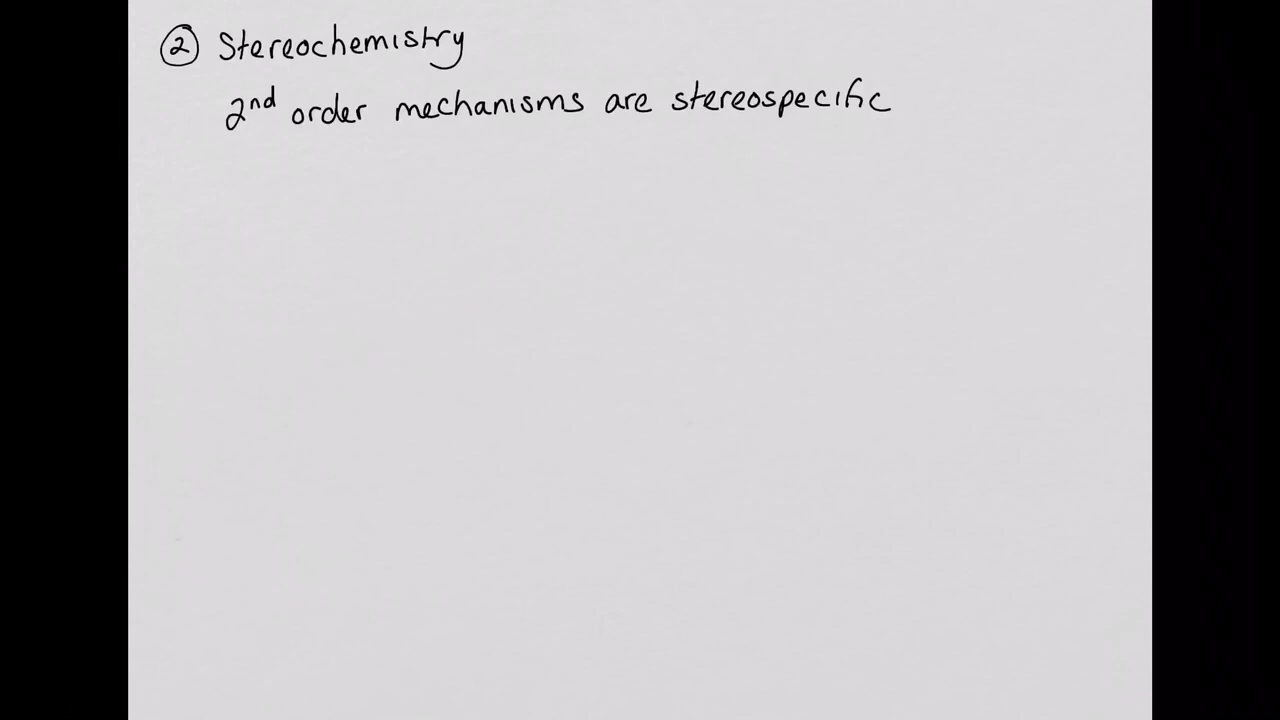 ② Stereochemistry
2nd order mechanisms are stereospecific